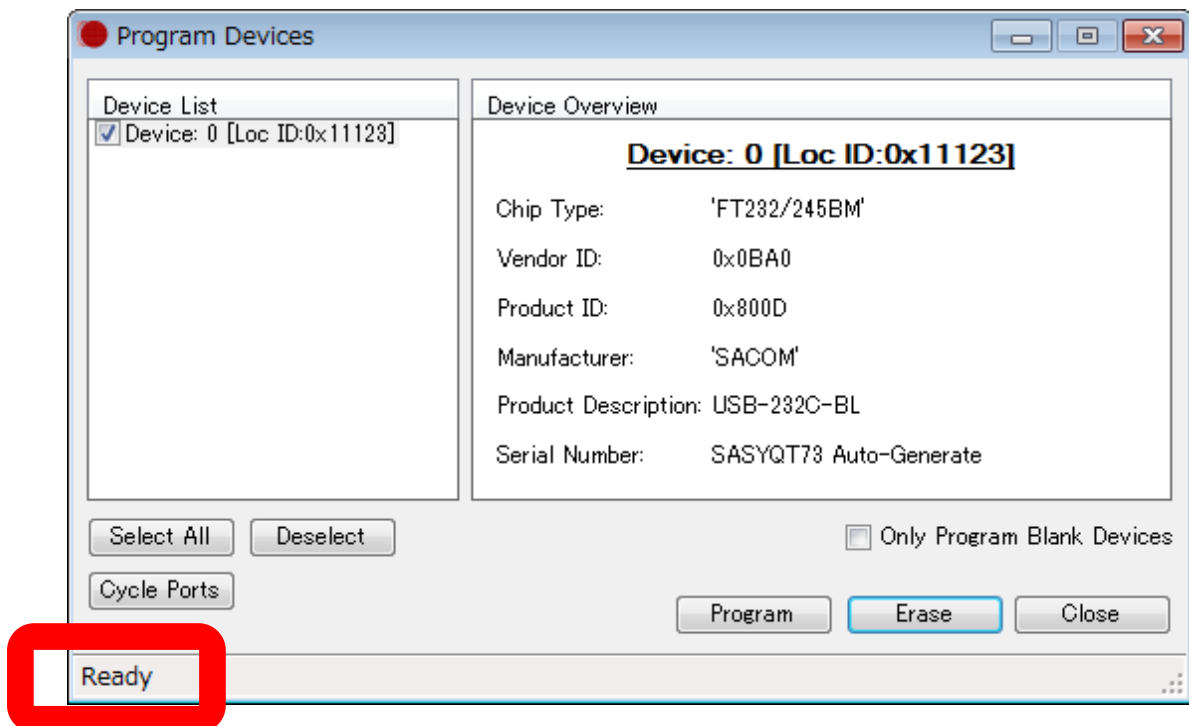 Program Devices
Device List
Device: 0 [Loc ID:0x11123]
Device Overview
Device: 0 [Loc ID:0x11123]
Chip Type: 'FT232/245BM'
Vendor ID: 0x0BA0
Product ID: 0x800D
Manufacturer: 'SACOM'
Product Description: USB-232C-BL
Serial Number: SASYQT73 Auto-Generate
Select All Deselect
Only Program Blank Devices
Cycle Ports
Program Erase Close
Ready